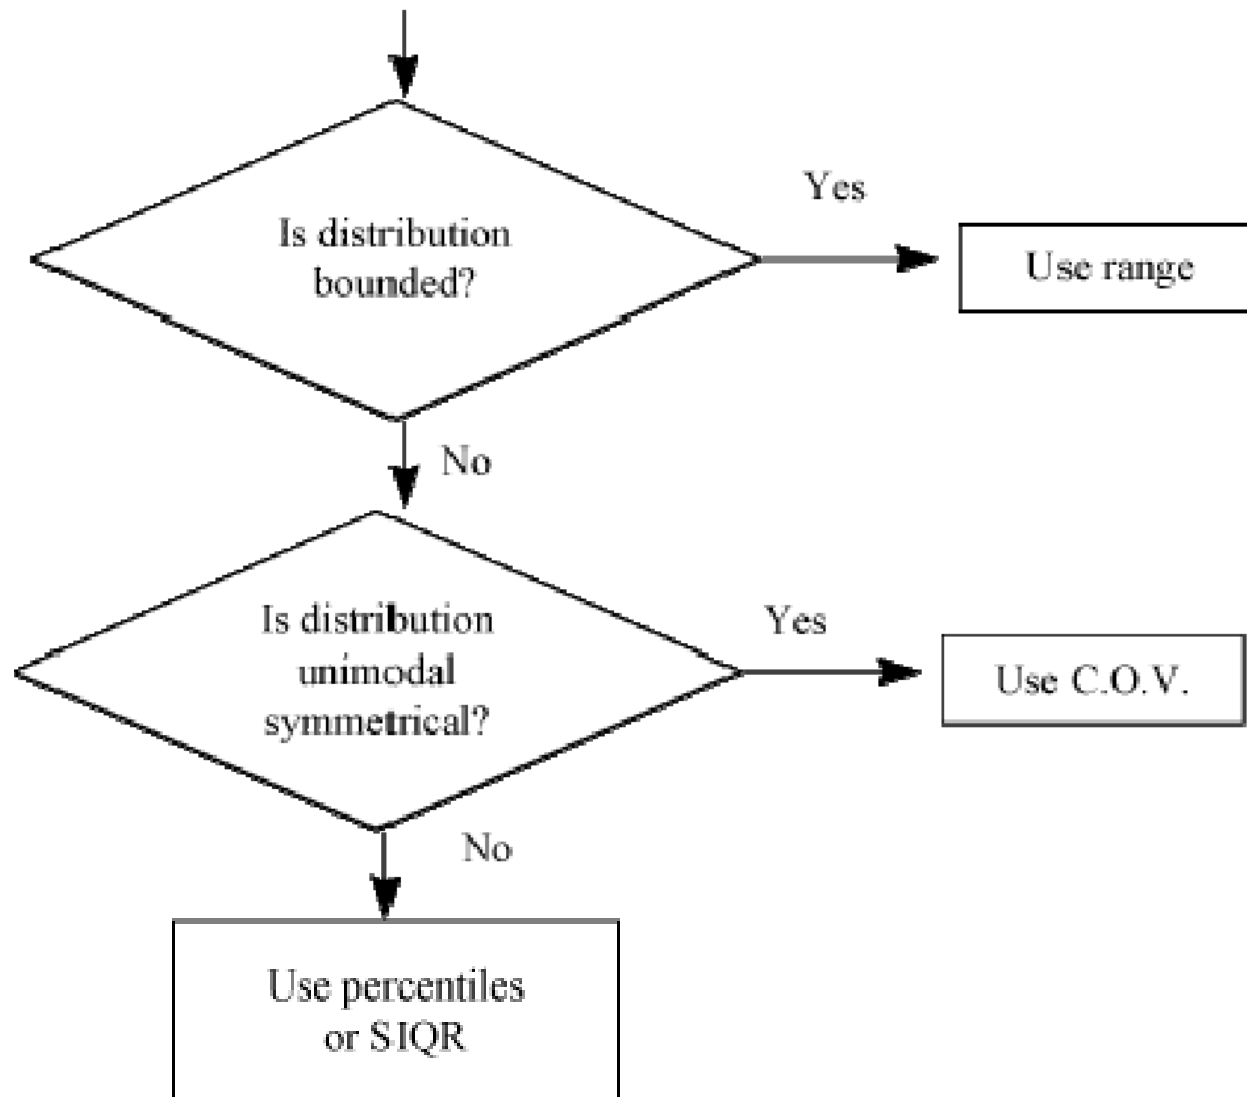 Is distribution
bounded?
Yes
Use range
No
Is distribution
unimodal
symmetrical?
Yes
Use C.O.V.
No
Use percentiles
or SIQR